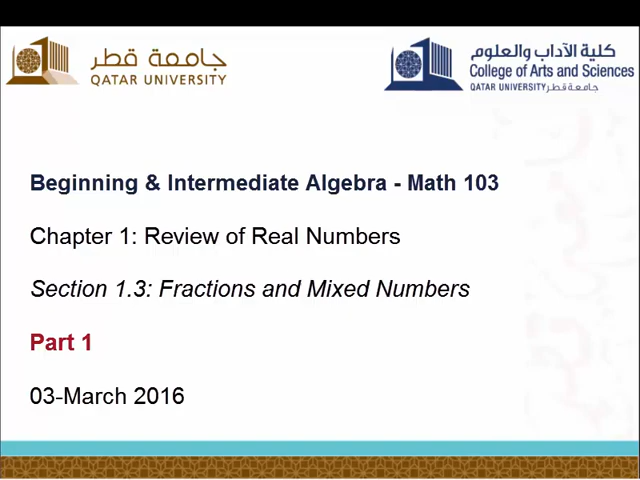 جامعة قطر
QATAR UNIVERSITY
كلية الآداب والعلوم
College of Arts and Sciences
QATAR UNIVERSITY جامعة قطر
Beginning & Intermediate Algebra - Math 103
Chapter 1: Review of Real Numbers
Section 1.3: Fractions and Mixed Numbers
Part 1
03-March 2016